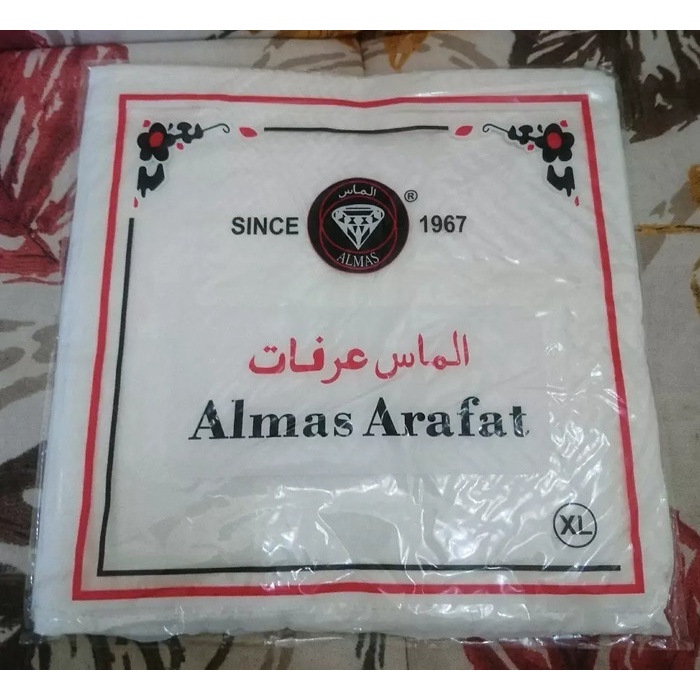 الماس
®
SINCE 1967
ALMAS
الماس عرفات
Almas Arafat
XL